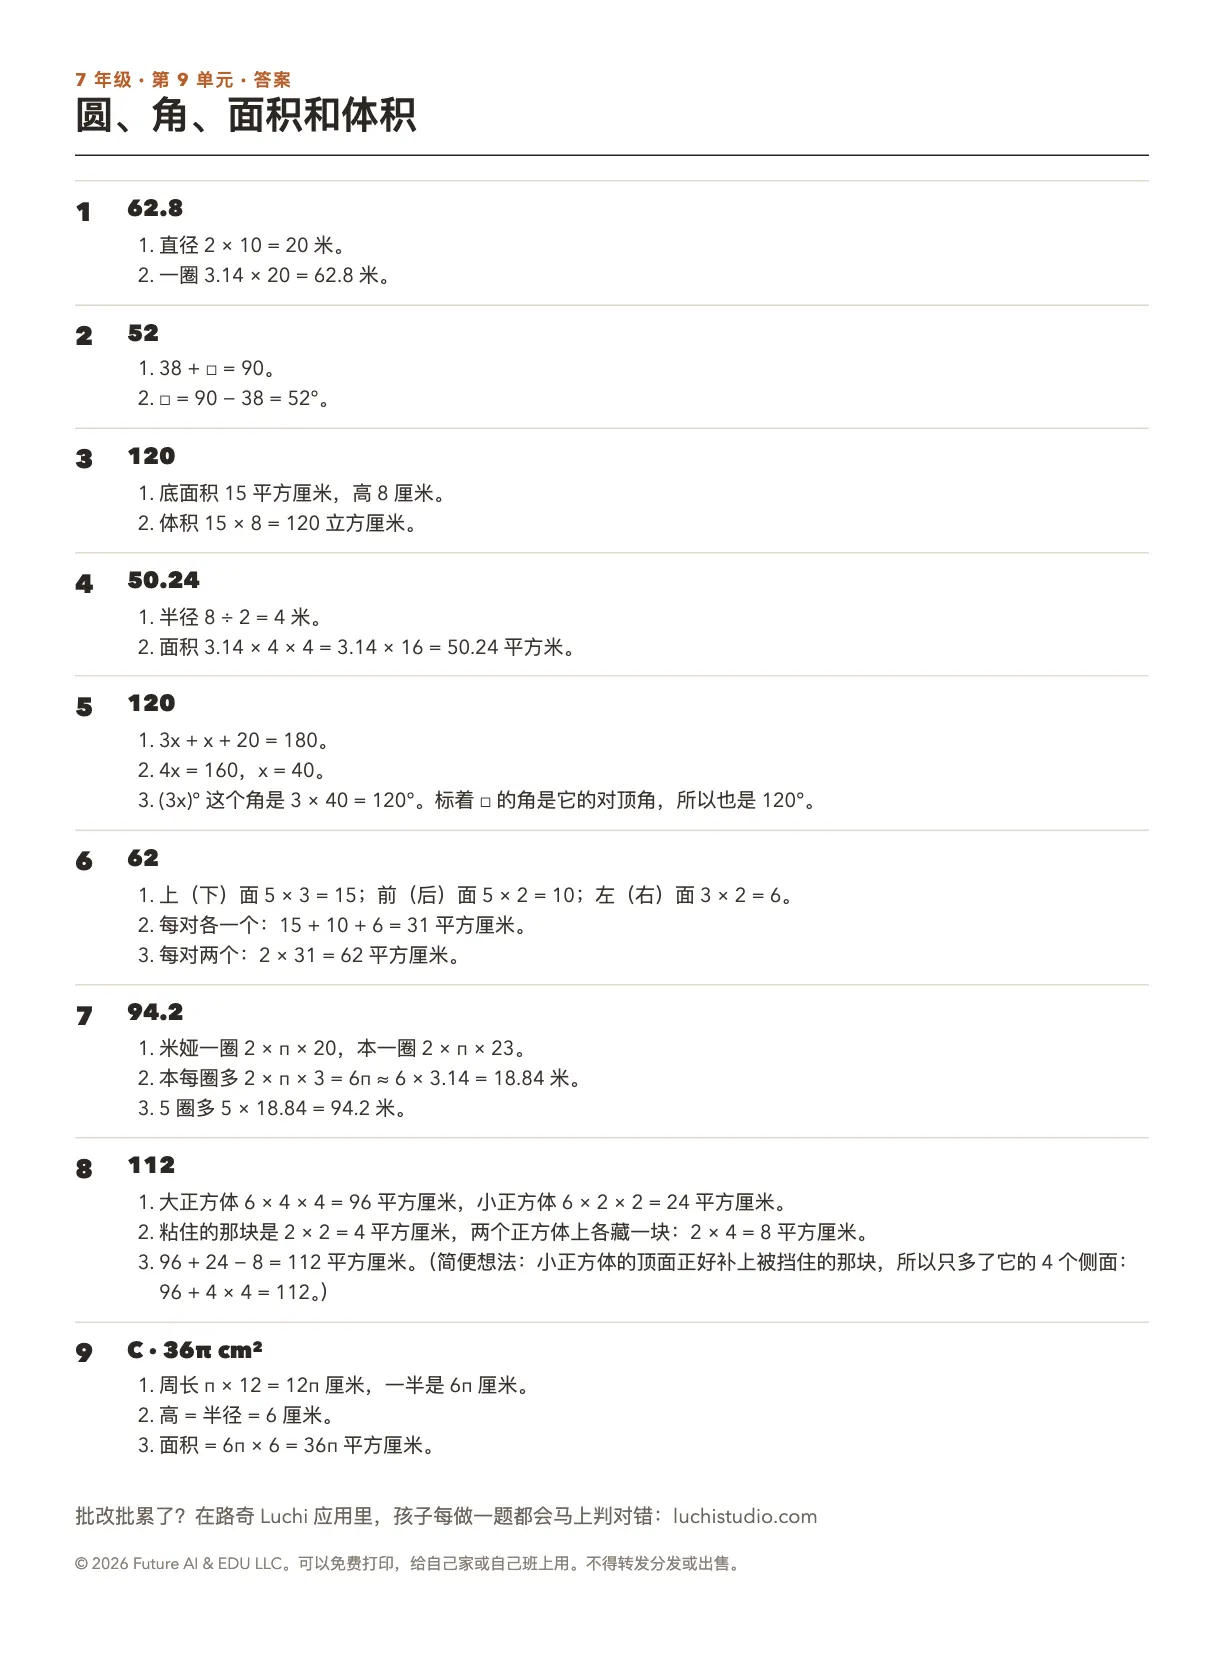 7 年级 · 第 9 单元 · 答案
圆、角、面积和体积
1
62.8
1. 直径 2 × 10 = 20 米。
2. 一圈 3.14 × 20 = 62.8 米。
2
52
1. 38 + □ = 90。
2. □ = 90 − 38 = 52°。
3
120
1. 底面积 15 平方厘米，高 8 厘米。
2. 体积 15 × 8 = 120 立方厘米。
4
50.24
1. 半径 8 ÷ 2 = 4 米。
2. 面积 3.14 × 4 × 4 = 3.14 × 16 = 50.24 平方米。
5
120
1. 3x + x + 20 = 180。
2. 4x = 160，x = 40。
3. (3x)° 这个角是 3 × 40 = 120°。标着 □ 的角是它的对顶角，所以也是 120°。
6
62
1. 上（下）面 5 × 3 = 15；前（后）面 5 × 2 = 10；左（右）面 3 × 2 = 6。
2. 每对各一个：15 + 10 + 6 = 31 平方厘米。
3. 每对两个：2 × 31 = 62 平方厘米。
7
94.2
1. 米娅一圈 2 × π × 20，本一圈 2 × π × 23。
2. 本每圈多 2 × π × 3 = 6π ≈ 6 × 3.14 = 18.84 米。
3. 5 圈多 5 × 18.84 = 94.2 米。
8
112
1. 大正方体 6 × 4 × 4 = 96 平方厘米，小正方体 6 × 2 × 2 = 24 平方厘米。
2. 粘住的那块是 2 × 2 = 4 平方厘米，两个正方体上各藏一块：2 × 4 = 8 平方厘米。
3. 96 + 24 − 8 = 112 平方厘米。（简便想法：小正方体的顶面正好补上被挡住的那块，所以只多了它的 4 个侧面：
96 + 4 × 4 = 112。）
9
C · 36π cm²
1. 周长 π × 12 = 12π 厘米，一半是 6π 厘米。
2. 高 = 半径 = 6 厘米。
3. 面积 = 6π × 6 = 36π 平方厘米。
批改批累了？在路奇 Luchi 应用里，孩子每做一题都会马上判对错：luchistudio.com
© 2026 Future AI & EDU LLC。可以免费打印，给自己家或自己班上用。不得转发分发或出售。